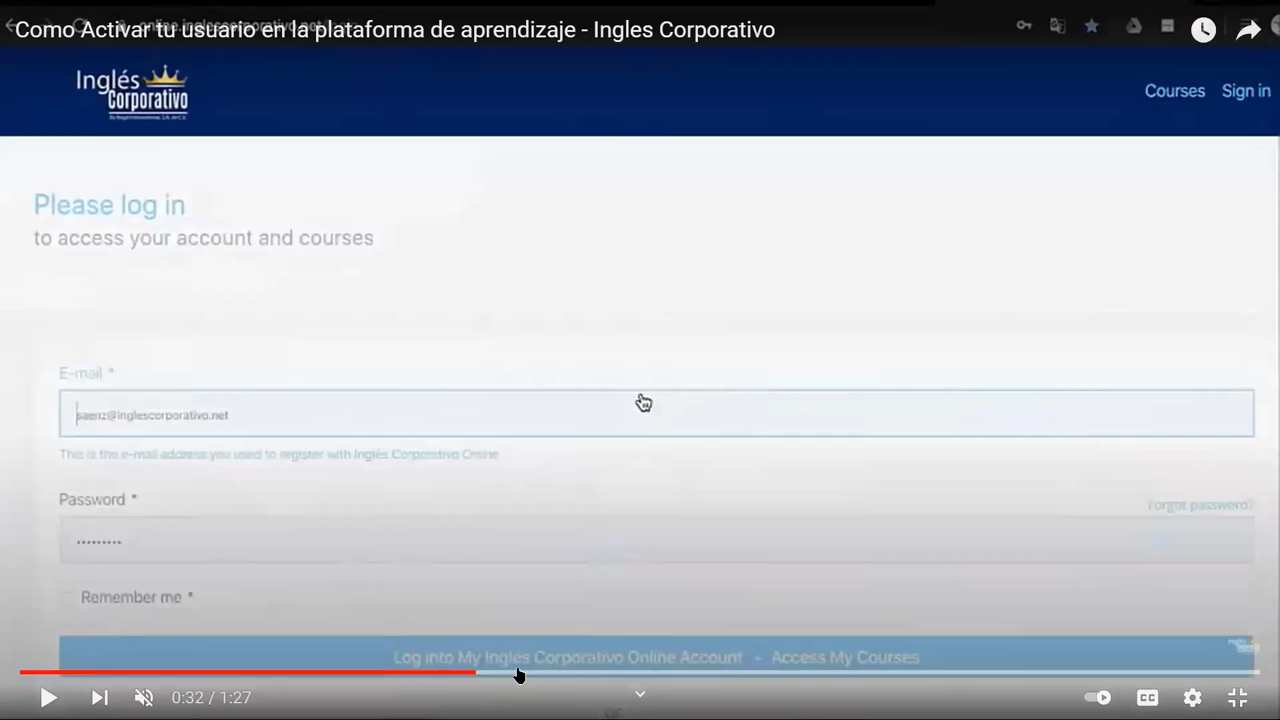 Como Activar tu usuario en la plataforma de aprendizaje - Ingles Corporativo
Inglés
Corporativo
Courses Sign in
Please log in
to access your account and courses
E-mail *
saenz@inglescorporativo.net
This is the e-mail address you used to register with Inglés Corporativo Online
Password *
Forgot password?
Remember me *
Log into My Inglés Corporativo Online Account - Access My Courses
or
0:32 / 1:27
CC